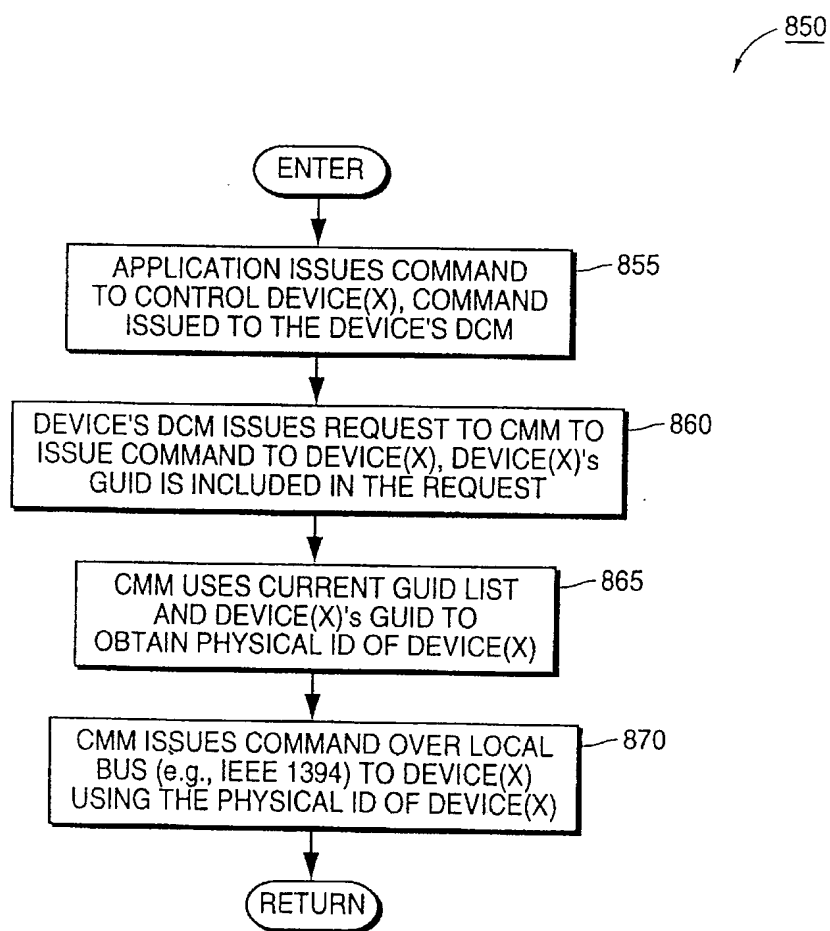 850
ENTER
APPLICATION ISSUES COMMAND
TO CONTROL DEVICE(X), COMMAND
ISSUED TO THE DEVICE'S DCM
855
DEVICE'S DCM ISSUES REQUEST TO CMM TO
ISSUE COMMAND TO DEVICE(X), DEVICE(X)'s
GUID IS INCLUDED IN THE REQUEST
860
CMM USES CURRENT GUID LIST
AND DEVICE(X)'s GUID TO
OBTAIN PHYSICAL ID OF DEVICE(X)
865
CMM ISSUES COMMAND OVER LOCAL
BUS (e.g., IEEE 1394) TO DEVICE(X)
USING THE PHYSICAL ID OF DEVICE(X)
870
RETURN